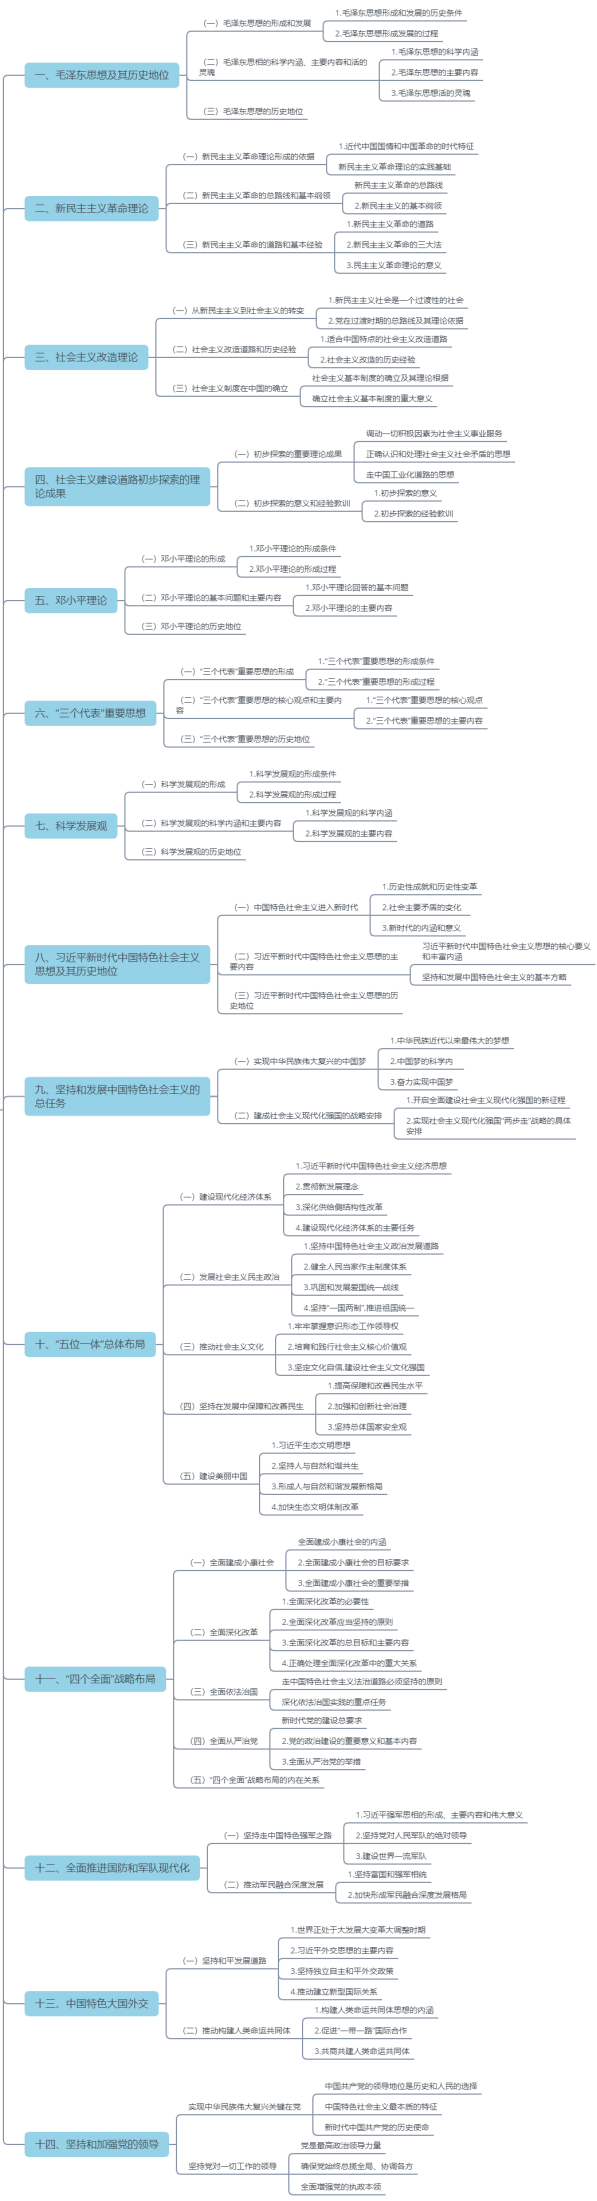 一、毛泽东思想及其历史地位
（一）毛泽东思想的形成和发展
1.毛泽东思想形成和发展的历史条件
2.毛泽东思想形成发展的过程
（二）毛泽东思相的科学内涵、主要内容和活的
灵魂
1.毛泽东思想的科学内涵
2.毛泽东思想的主要内容
3.毛泽东思想活的灵魂
（三）毛泽东思想的历史地位
二、新民主主义革命理论
（一）新民主主义革命理论形成的依据
1.近代中国国情和中国革命的时代特征
新民主主义革命理论的实践基础
（二）新民主主义革命的总路线和基本纲领
新民主主义革命的总路线
2.新民主主义的基本纲领
（三）新民主主义革命的道路和基本经验
1.新民主主义革命的道路
2.新民主主义革命的三大法
3.民主主义革命理论的意义
三、社会主义改造理论
（一）从新民主主义到社会主义的转变
1.新民主主义社会是一个过渡性的社会
2.党在过渡时期的总路线及其理论依据
（二）社会主义改造道路和历史经验
1.适合中国特点的社会主义改造道路
2.社会主义改造的历史经验
（三）社会主义制度在中国的确立
社会主义基本制度的确立及其理论根据
确立社会主义基本制度的重大意义
四、社会主义建设道路初步探索的理
论成果
（一）初步探索的重要理论成果
调动一切积极因素为社会主义事业服务
正确认识和处理社会主义社会矛盾的思想
走中国工业化道路的思想
（二）初步探索的意义和经验教训
1.初步探索的意义
2.初步探索的经验教训
五、邓小平理论
（一）邓小平理论的形成
1.邓小平理论的形成条件
2.邓小平理论的形成过程
（二）邓小平理论的基本问题和主要内容
1.邓小平理论回答的基本问题
2.邓小平理论的主要内容
（三）邓小平理论的历史地位
六、“三个代表”重要思想
（一）“三个代表”重要思想的形成
1.“三个代表”重要思想的形成条件
2.“三个代表”重要思想的形成过程
（二）“三个代表”重要思想的核心观点和主要内
容
1.“三个代表”重要思想的核心观点
2.“三个代表”重要思想的主要内容
（三）“三个代表”重要思想的历史地位
七、科学发展观
（一）科学发展观的形成
1.科学发展观的形成条件
2.科学发展观的形成过程
（二）科学发展观的科学内涵和主要内容
1.科学发展观的科学内涵
2.科学发展观的主要内容
（三）科学发展观的历史地位
八、习近平新时代中国特色社会主义
思想及其历史地位
（一）中国特色社会主义进入新时代
1.历史性成就和历史性变革
2.社会主要矛盾的变化
3.新时代的内涵和意义
（二）习近平新时代中国特色社会主义思想的主
要内容
习近平新时代中国特色社会主义思想的核心要义
和丰富内涵
坚持和发展中国特色社会主义的基本方略
（三）习近平新时代中国特色社会主义思想的历
史地位
九、坚持和发展中国特色社会主义的
总任务
（一）实现中华民族伟大复兴的中国梦
1.中华民族近代以来最伟大的梦想
2.中国梦的科学内
3.奋力实现中国梦
（二）建成社会主义现代化强国的战略安排
1.开启全面建设社会主义现代化强国的新征程
2.实现社会主义现代化强国“两步走”战略的具体
安排
十、“五位一体”总体布局
（一）建设现代化经济体系
1.习近平新时代中国特色社会主义经济思想
2.贯彻新发展理念
3.深化供给侧结构性改革
4.建设现代化经济体系的主要任务
（二）发展社会主义民主政治
1.坚持中国特色社会主义政治发展道路
2.健全人民当家作主制度体系
3.巩固和发展爱国统一战线
4.坚持“一国两制”,推进祖国统一
（三）推动社会主义文化
1.牢牢掌握意识形态工作领导权
2.培育和践行社会主义核心价值观
3.坚定文化自信,建设社会主义文化强国
（四）坚持在发展中保障和改善民生
1.提高保障和改善民生水平
2.加强和创新社会治理
3.坚持总体国家安全观
（五）建设美丽中国
1.习近平生态文明思想
2.坚持人与自然和谐共生
3.形成人与自然和谐发展新格局
4.加快生态文明体制改革
十一、“四个全面”战略布局
（一）全面建成小康社会
全面建成小康社会的内涵
2.全面建成小康社会的目标要求
3.全面建成小康社会的重要举措
（二）全面深化改革
1.全面深化改革的必要性
2.全面深化改革应当坚持的原则
3.全面深化改革的总目标和主要内容
4.正确处理全面深化改革中的重大关系
（三）全面依法治国
走中国特色社会主义法治道路必须坚持的原则
深化依法治国实践的重点任务
（四）全面从严治党
新时代党的建设总要求
2.党的政治建设的重要意义和基本内容
3.全面从严治党的举措
（五）“四个全面”战略布局的内在关系
十二、全面推进国防和军队现代化
（一）坚持走中国特色强军之路
1.习近平强军思相的形成、主要内容和伟大意义
2.坚持党对人民军队的绝对领导
3.建设世界一流军队
（二）推动军民融合深度发展
1.坚持富国和强军相统
2.加快形成军民融合深度发展格局
十三、中国特色大国外交
（一）坚持和平发展道路
1.世界正处于大发展大变革大调整时期
2.习近平外交思想的主要内容
3.坚持独立自主和平外交政策
4.推动建立新型国际关系
（二）推动构建人类命运共同体
1.构建人类命运共同体思想的内涵
2.促进“一带一路”国际合作
3.共商共建人类命运共同体
十四、坚持和加强党的领导
实现中华民族伟大复兴关键在党
中国共产党的领导地位是历史和人民的选择
中国特色社会主义最本质的特征
新时代中国共产党的历史使命
坚持党对一切工作的领导
党是最高政治领导力量
确保党始终总揽全局、协调各方
全面增强党的执政本领